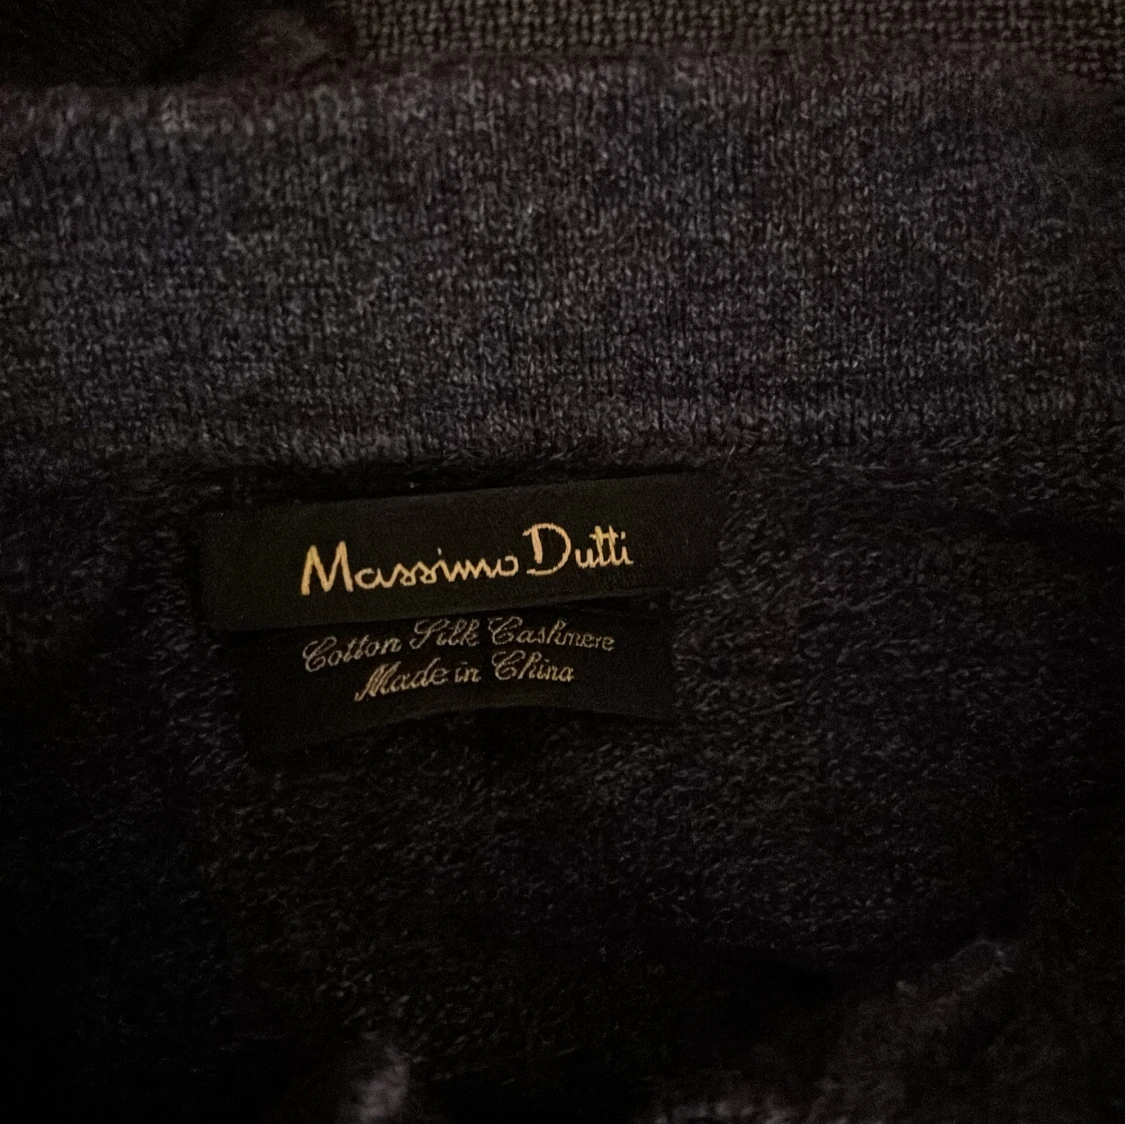 Massimo Dutti
Cotton Silk Cashmere
Made in China